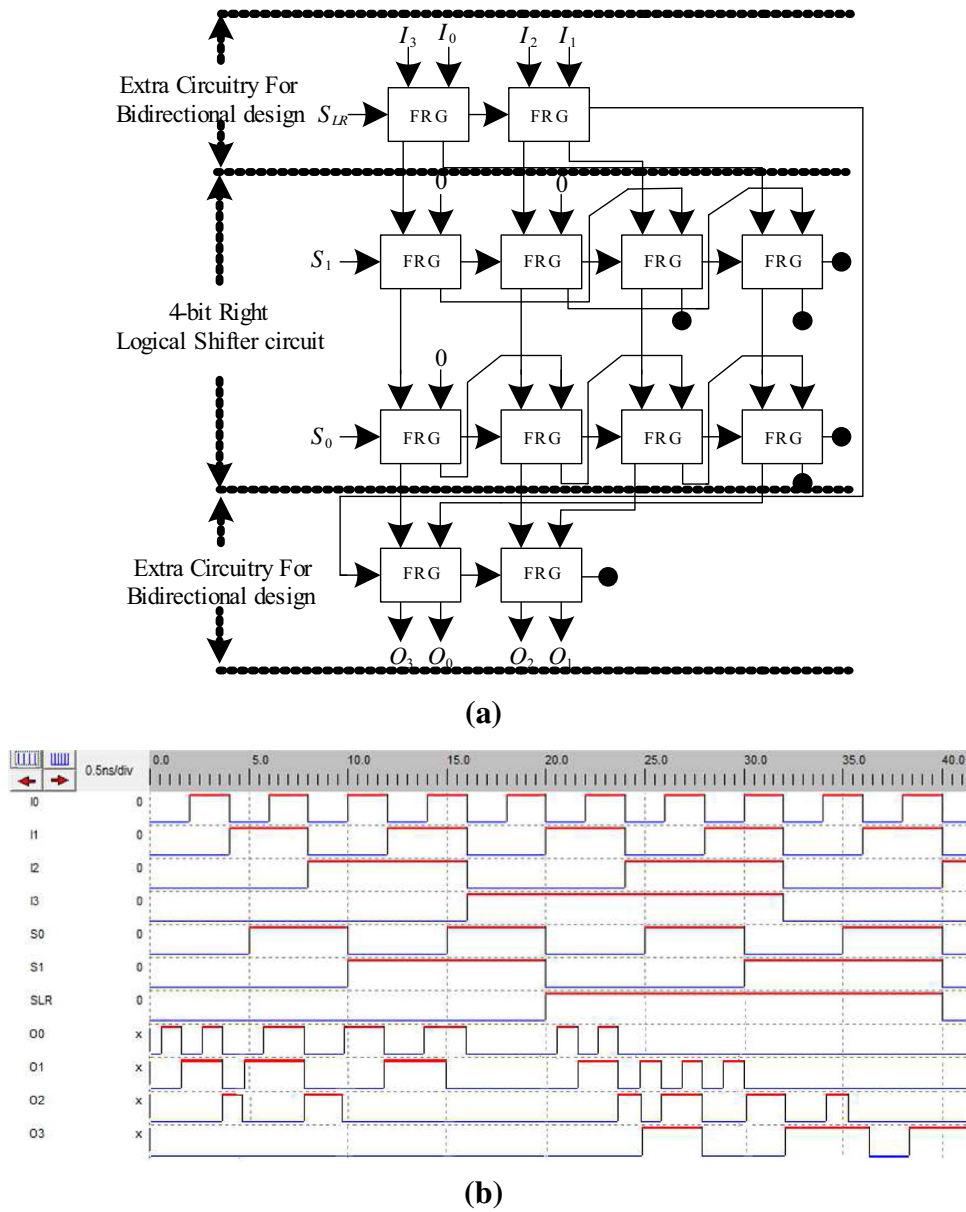 I3 I0 I2 I1
Extra Circuitry For
Bidirectional design
SLR FRG FRG
0 0
S1 FRG FRG FRG FRG
4-bit Right
Logical Shifter circuit
0
S0 FRG FRG FRG FRG
Extra Circuitry For
Bidirectional design
FRG FRG
O3 O0 O2 O1
(a)
0.5ns/div 0.0 5.0 10.0 15.0 20.0 25.0 30.0 35.0 40.0
I0 0
I1 0
I2 0
I3 0
S0 0
S1 0
SLR 0
O0 x
O1 x
O2 x
O3 x
(b)